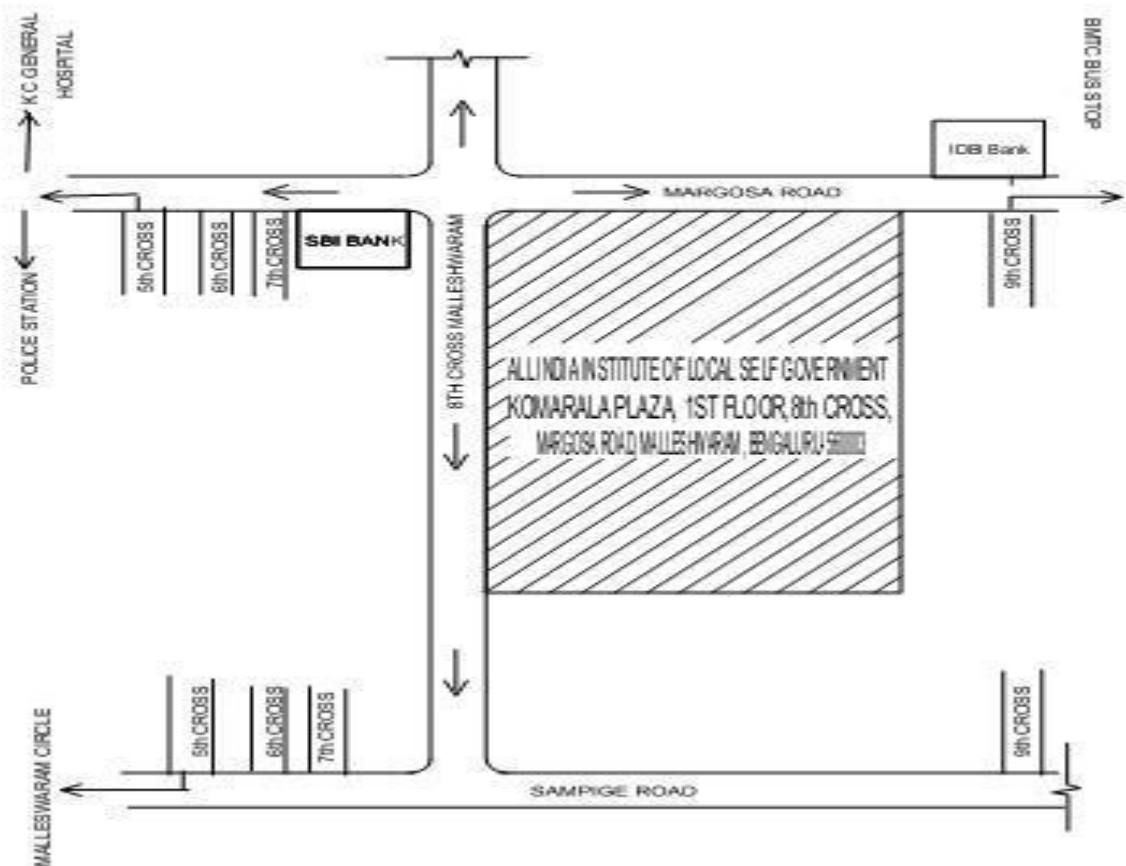 KC GENERAL
HOSPITAL
BMTC BUS STOP
IDBI Bank
MARGOSA ROAD
5th CROSS
6th CROSS
7th CROSS
SBI BANK
8TH CROSS MALLESHWARAM
9th CROSS
POLICE STATION
ALL INDIA INSTITUTE OF LOCAL SELF GOVERNMENT
KOMARALA PLAZA, 1ST FLOOR, 8th CROSS,
MARGOSA ROAD, MALLESHWARAM, BENGALURU-560003
5th CROSS
6th CROSS
7th CROSS
9th CROSS
MALLESWARAM CIRCLE
SAMPIGE ROAD